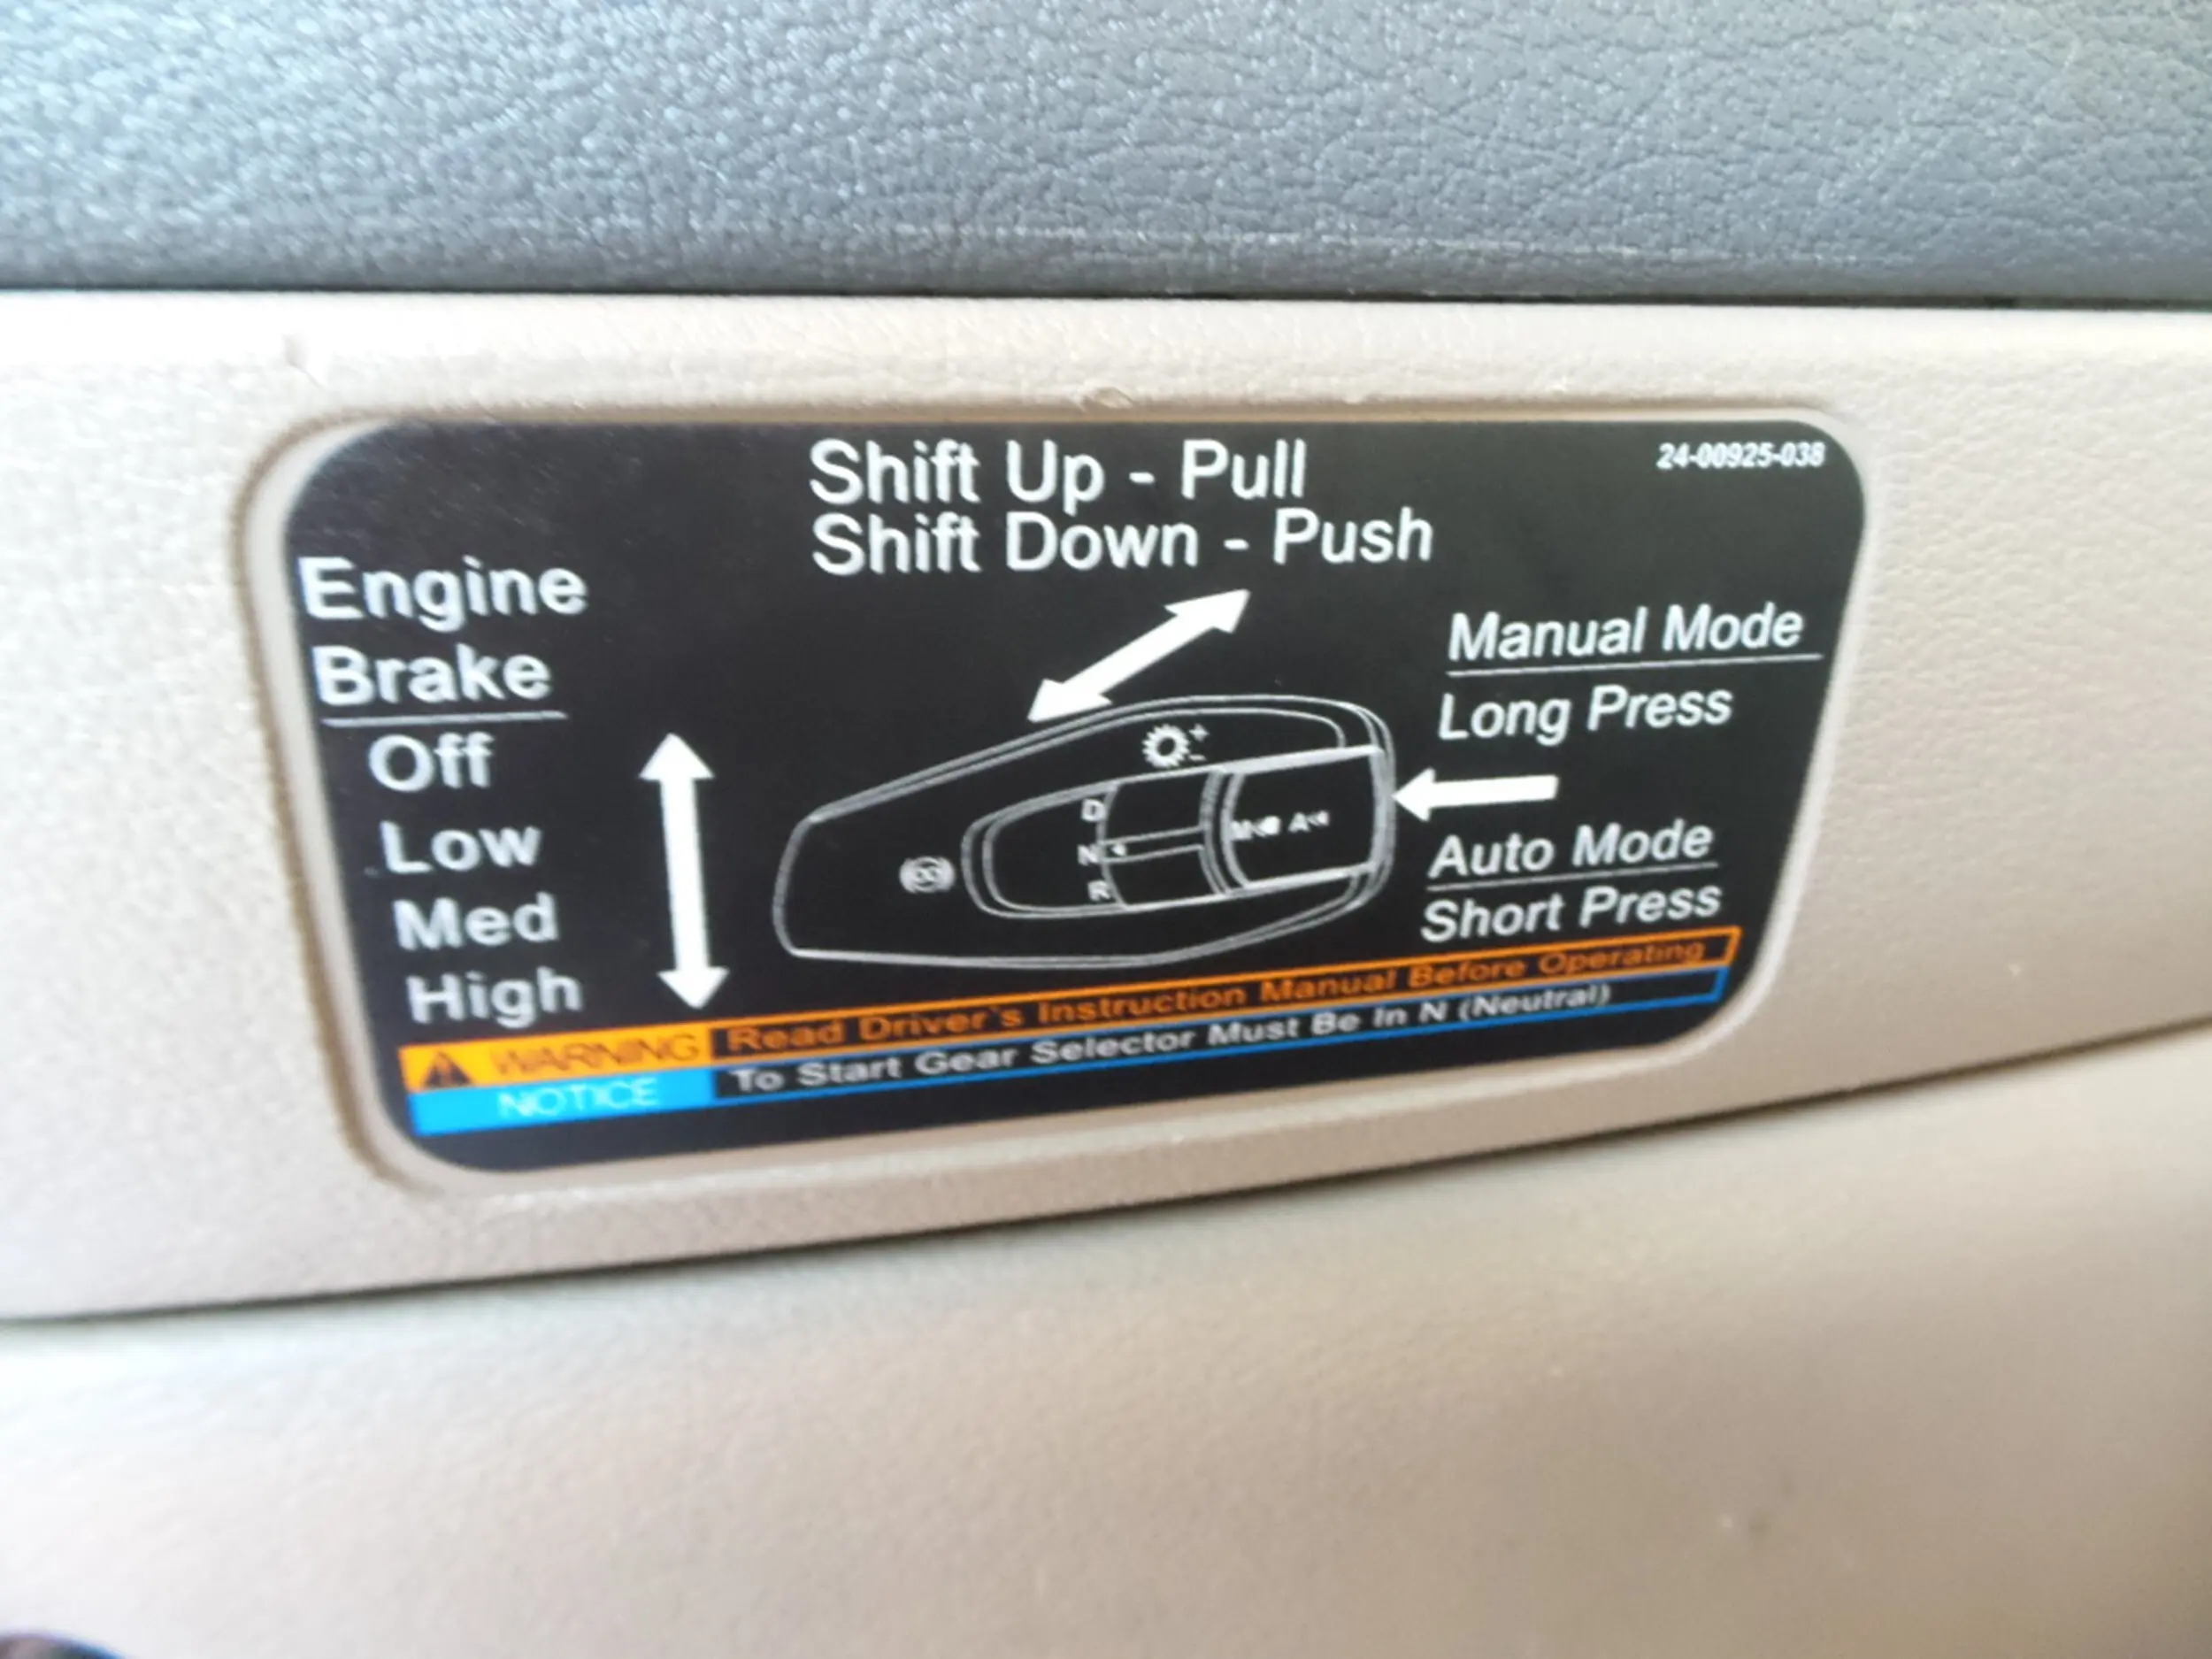 Shift Up - Pull
Shift Down - Push
24-00925-038
Engine
Brake
Off
Low
Med
High
Manual Mode
Long Press
Auto Mode
Short Press
D
N
R
M A
+
-
WARNING Read Driver's Instruction Manual Before Operating
NOTICE To Start Gear Selector Must Be In N (Neutral)